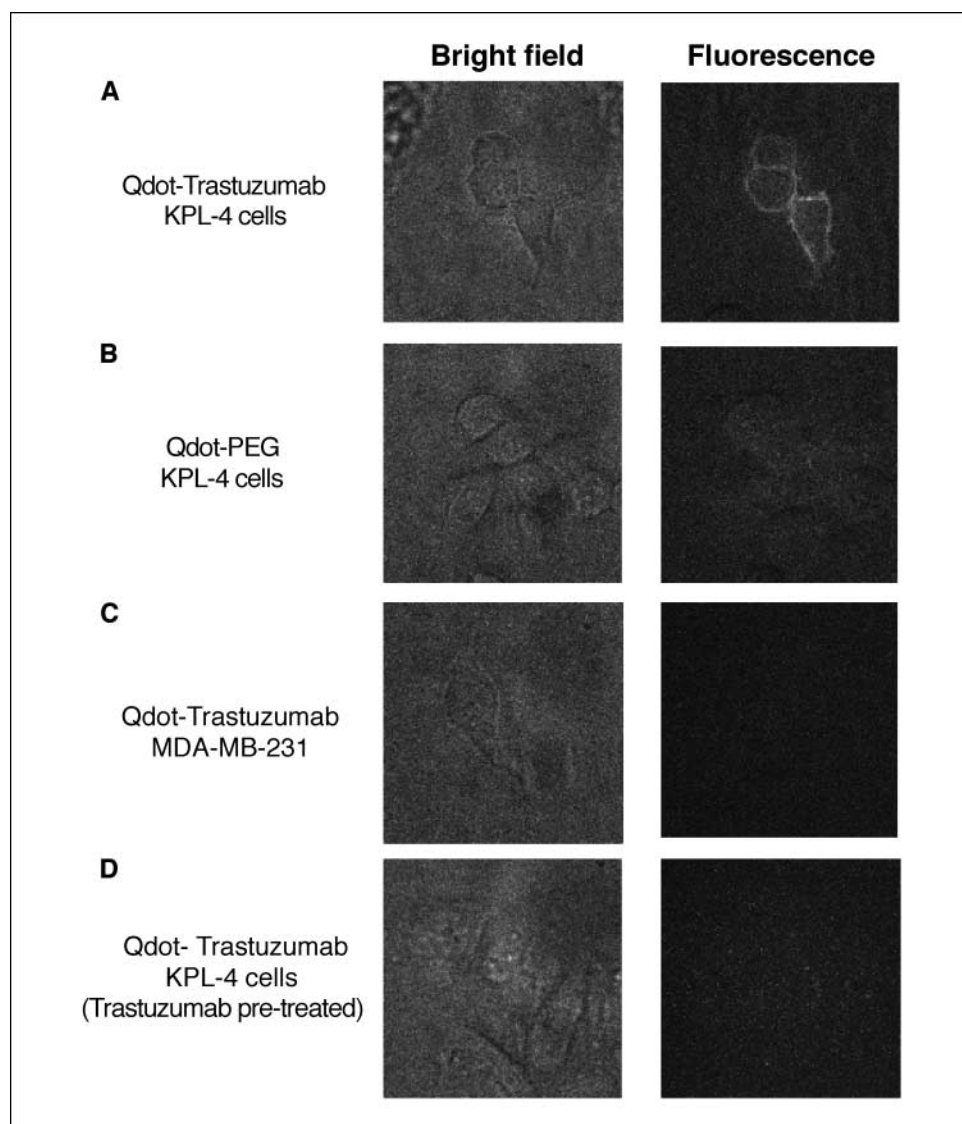 Bright field Fluorescence
A
Qdot-Trastuzumab
KPL-4 cells
B
Qdot-PEG
KPL-4 cells
C
Qdot-Trastuzumab
MDA-MB-231
D
Qdot- Trastuzumab
KPL-4 cells
(Trastuzumab pre-treated)